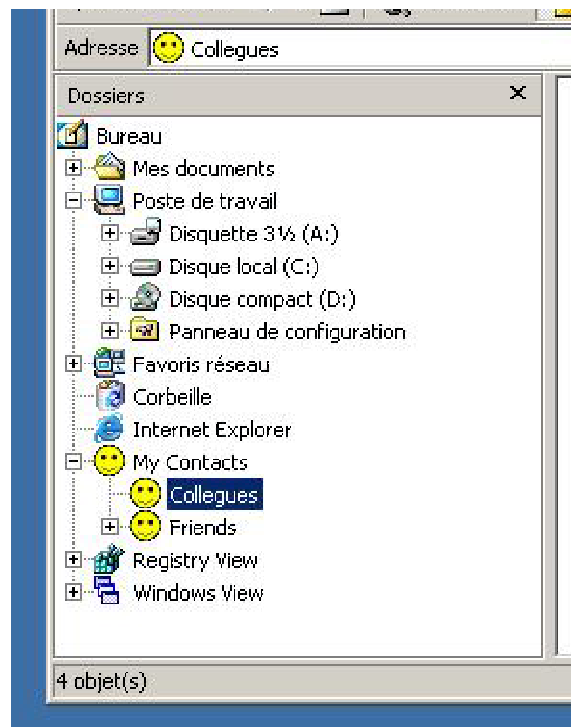 Adresse Collegues
Dossiers
Bureau
Mes documents
Poste de travail
Disquette 3½ (A:)
Disque local (C:)
Disque compact (D:)
Panneau de configuration
Favoris réseau
Corbeille
Internet Explorer
My Contacts
Collegues
Friends
Registry View
Windows View
4 objet(s)